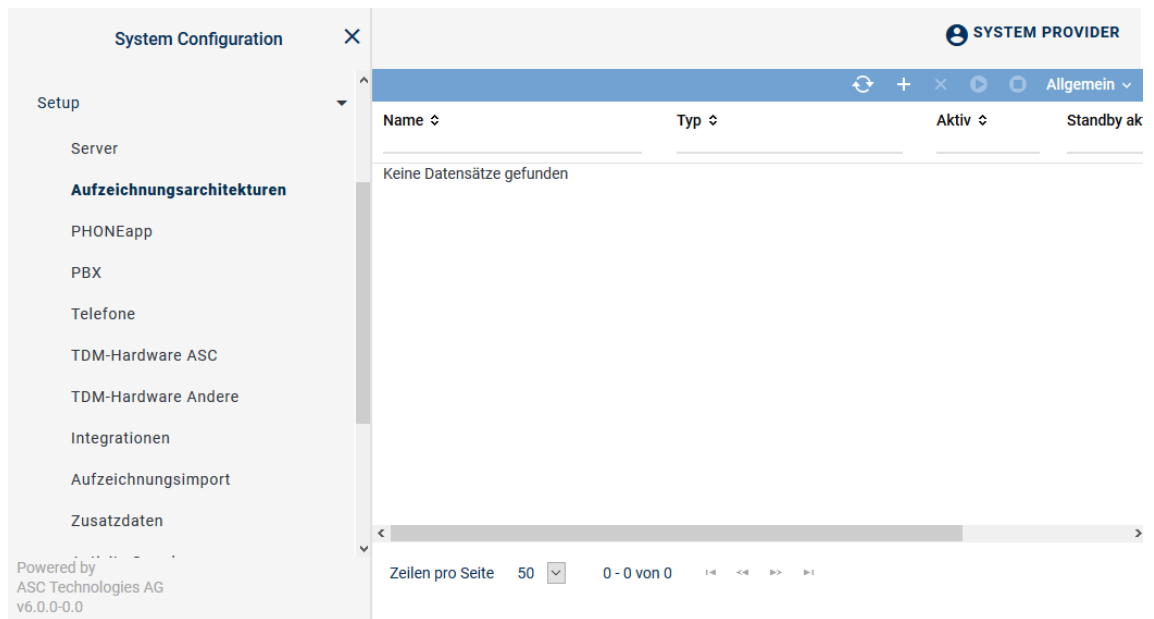 System Configuration
SYSTEM PROVIDER
Allgemein
Setup
Server
Aufzeichnungsarchitekturen
PHONEapp
PBX
Telefone
TDM-Hardware ASC
TDM-Hardware Andere
Integrationen
Aufzeichnungsimport
Zusatzdaten
Powered by
ASC Technologies AG
v6.0.0-0.0
Name Typ Aktiv Standby ak
Keine Datensätze gefunden
Zeilen pro Seite 50 0 - 0 von 0